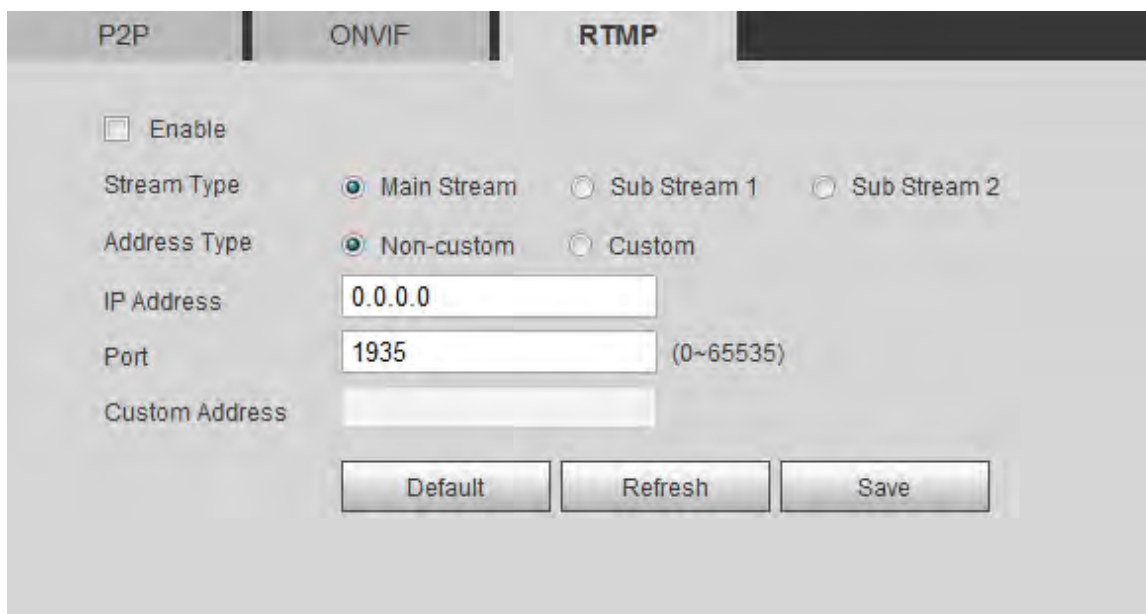 P2P ONVIF RTMP
Enable
Stream Type Main Stream Sub Stream 1 Sub Stream 2
Address Type Non-custom Custom
IP Address 0.0.0.0
Port 1935 (0~65535)
Custom Address
Default Refresh Save